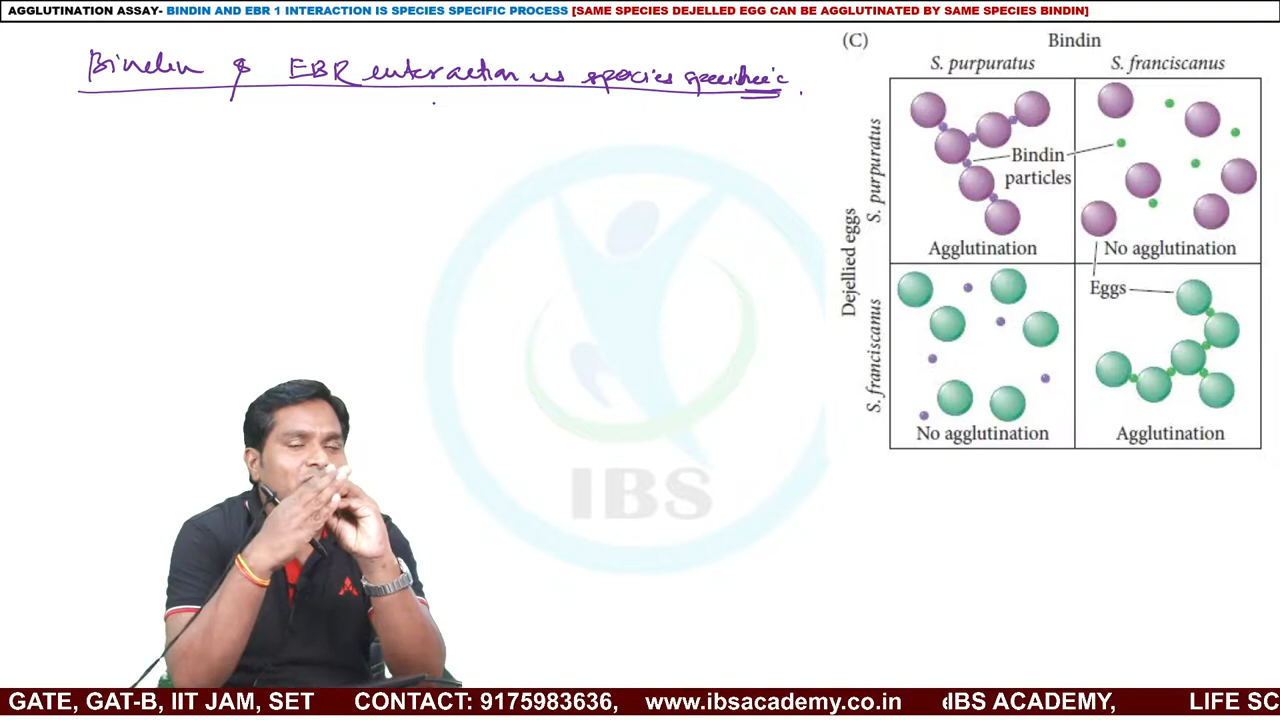 AGGLUTINATION ASSAY- BINDIN AND EBR 1 INTERACTION IS SPECIES SPECIFIC PROCESS [SAME SPECIES DEJELLED EGG CAN BE AGGLUTINATED BY SAME SPECIES BINDIN]
Bindin & EBR interaction is species specific.
(C)
Bindin
S. purpuratus
S. franciscanus
Dejellied eggs
S. purpuratus
Bindin
particles
Agglutination
No agglutination
S. franciscanus
Eggs
No agglutination
Agglutination
IBS
GATE, GAT-B, IIT JAM, SET CONTACT: 9175983636, www.ibsacademy.co.in IBS ACADEMY, LIFE SC